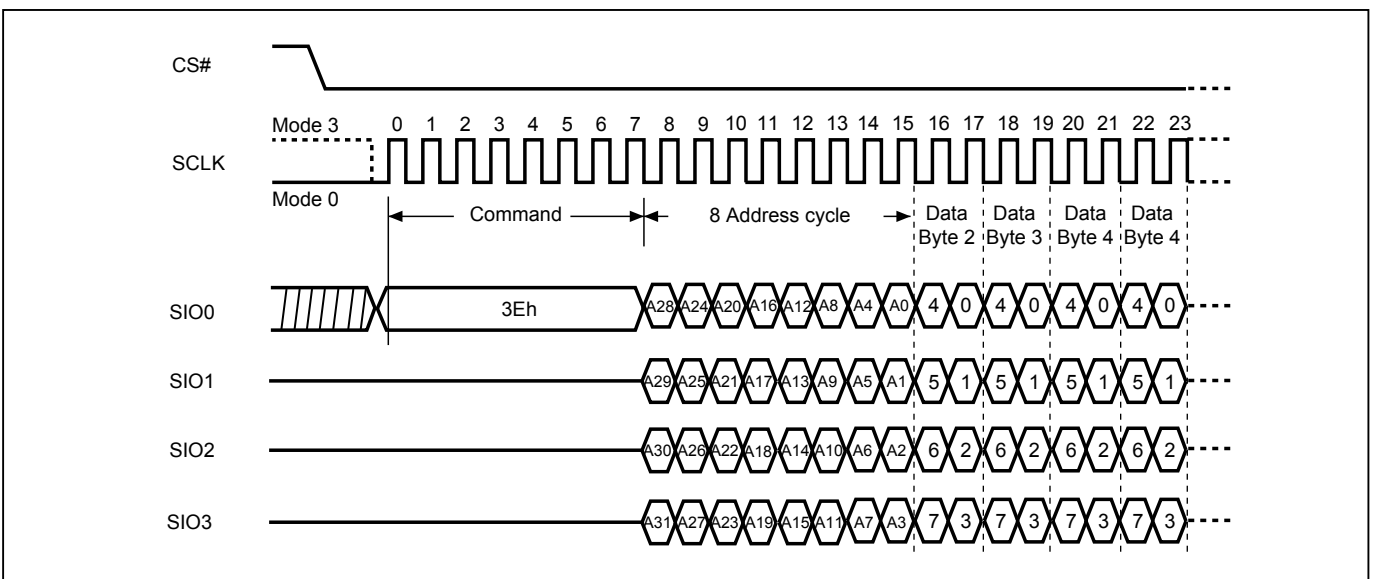 CS#
Mode 3 0 1 2 3 4 5 6 7 8 9 10 11 12 13 14 15 16 17 18 19 20 21 22 23
SCLK
Mode 0
Command 8 Address cycle Data Data Data Data
Byte 2 Byte 3 Byte 4 Byte 4
SIO0 3Eh A28 A24 A20 A16 A12 A8 A4 A0 4 0 4 0 4 0 4 0
SIO1 A29 A25 A21 A17 A13 A9 A5 A1 5 1 5 1 5 1 5 1
SIO2 A30 A26 A22 A18 A14 A10 A6 A2 6 2 6 2 6 2 6 2
SIO3 A31 A27 A23 A19 A15 A11 A7 A3 7 3 7 3 7 3 7 3